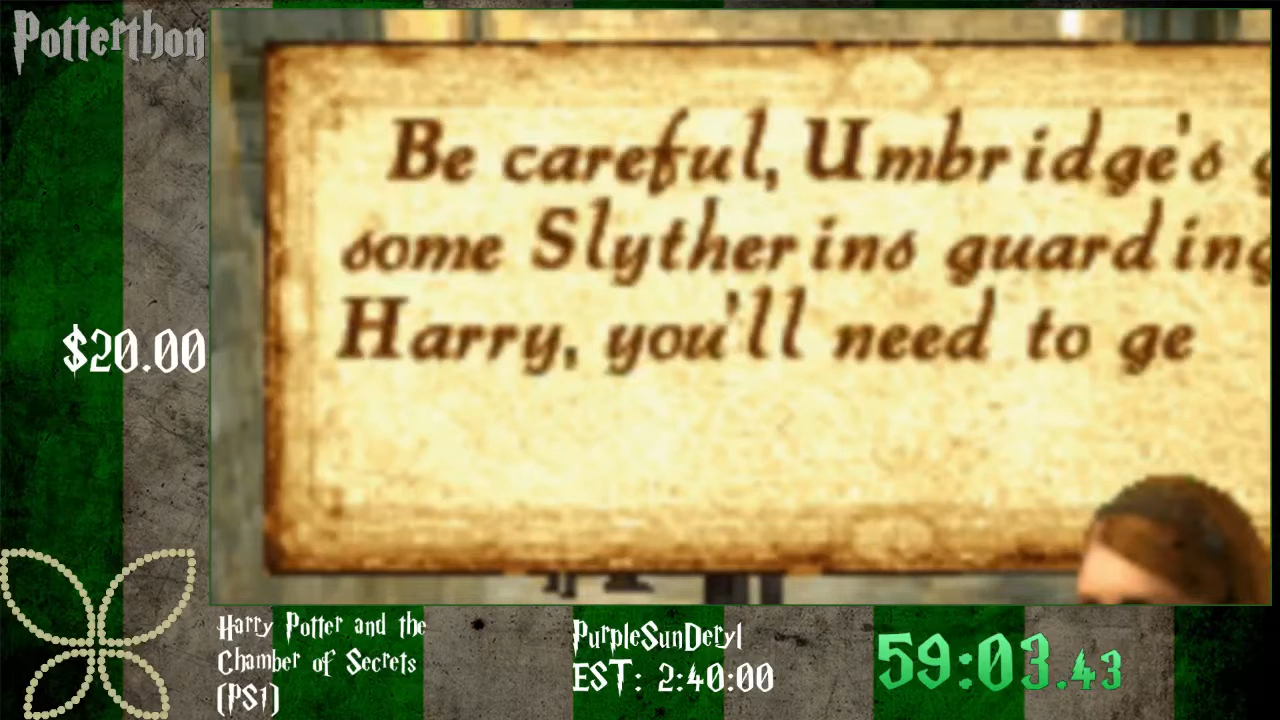 Potterthon
Be careful, Umbridge's
some Slytherins guarding
Harry, you'll need to ge
$20.00
Harry Potter and the
Chamber of Secrets
(PS1)
PurpleSunDeryl
EST: 2:40:00
59:03.43